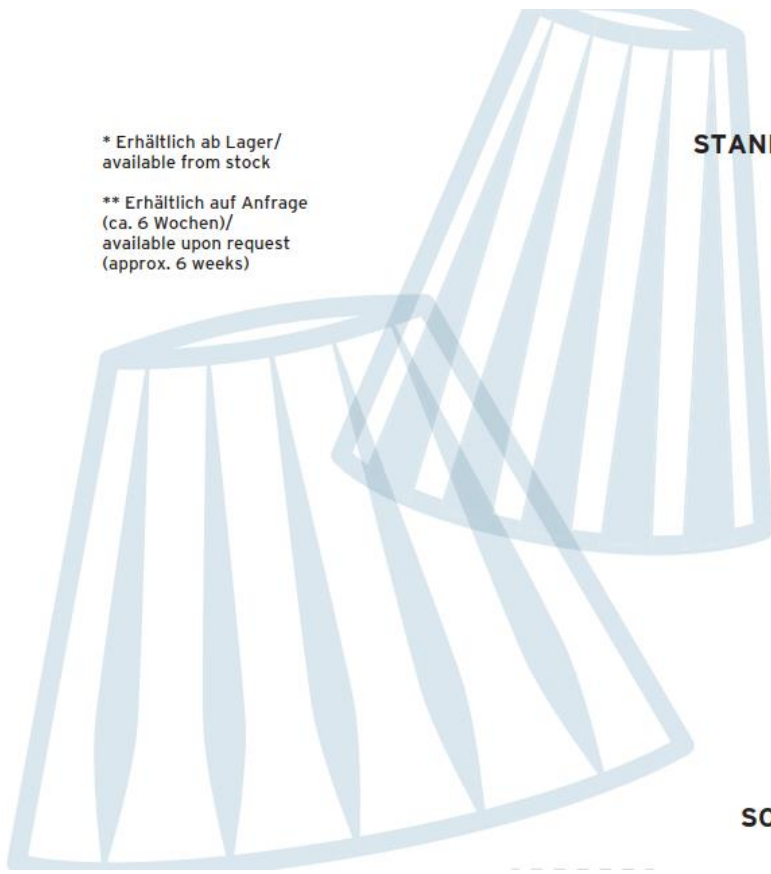 * Erhältlich ab Lager/
available from stock
** Erhältlich auf Anfrage
(ca. 6 Wochen)/
available upon request
(approx. 6 weeks)